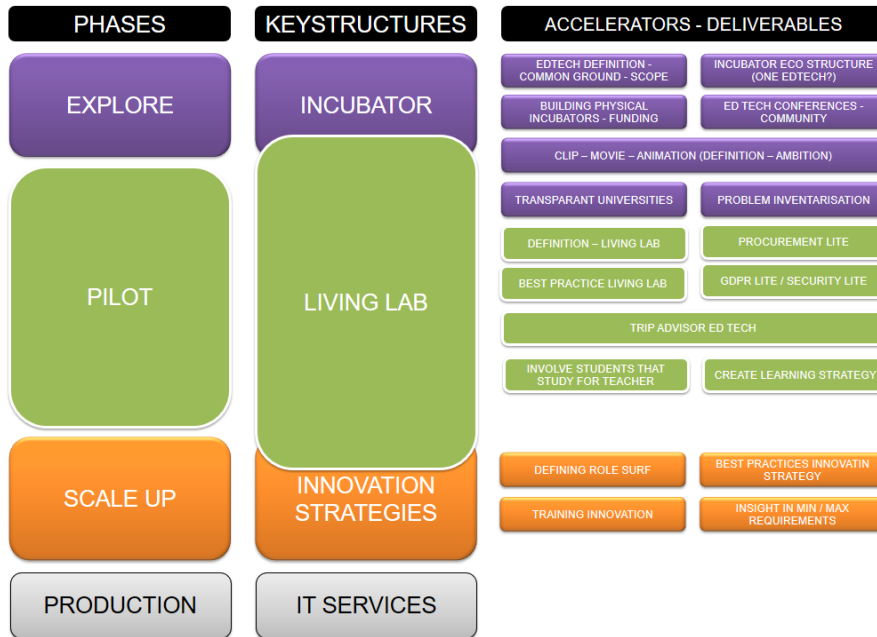 PHASES
KEYSTRUCTURES
ACCELERATORS - DELIVERABLES
EXPLORE
INCUBATOR
EDTECH DEFINITION -
COMMON GROUND - SCOPE
INCUBATOR ECO STRUCTURE
(ONE EDTECH?)
BUILDING PHYSICAL
INCUBATORS - FUNDING
ED TECH CONFERENCES -
COMMUNITY
CLIP – MOVIE – ANIMATION (DEFINITION – AMBITION)
TRANSPARANT UNIVERSITIES
PROBLEM INVENTARISATION
PILOT
LIVING LAB
DEFINITION – LIVING LAB
PROCUREMENT LITE
BEST PRACTICE LIVING LAB
GDPR LITE / SECURITY LITE
TRIP ADVISOR ED TECH
INVOLVE STUDENTS THAT
STUDY FOR TEACHER
CREATE LEARNING STRATEGY
SCALE UP
INNOVATION
STRATEGIES
DEFINING ROLE SURF
BEST PRACTICES INNOVATIN
STRATEGY
TRAINING INNOVATION
INSIGHT IN MIN / MAX
REQUIREMENTS
PRODUCTION
IT SERVICES